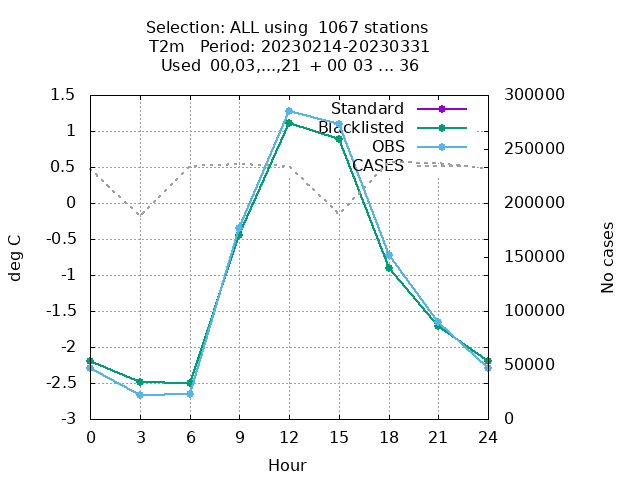 Selection: ALL using  1067 stations
T2m   Period: 20230214-20230331
Used  00,03,...,21  + 00 03 ... 36
1.5
1
0.5
0
-0.5
-1
-1.5
-2
-2.5
-3
deg C
Standard
Blacklisted
OBS
CASES
300000
250000
200000
150000
100000
50000
0
No cases
0 3 6 9 12 15 18 21 24
Hour